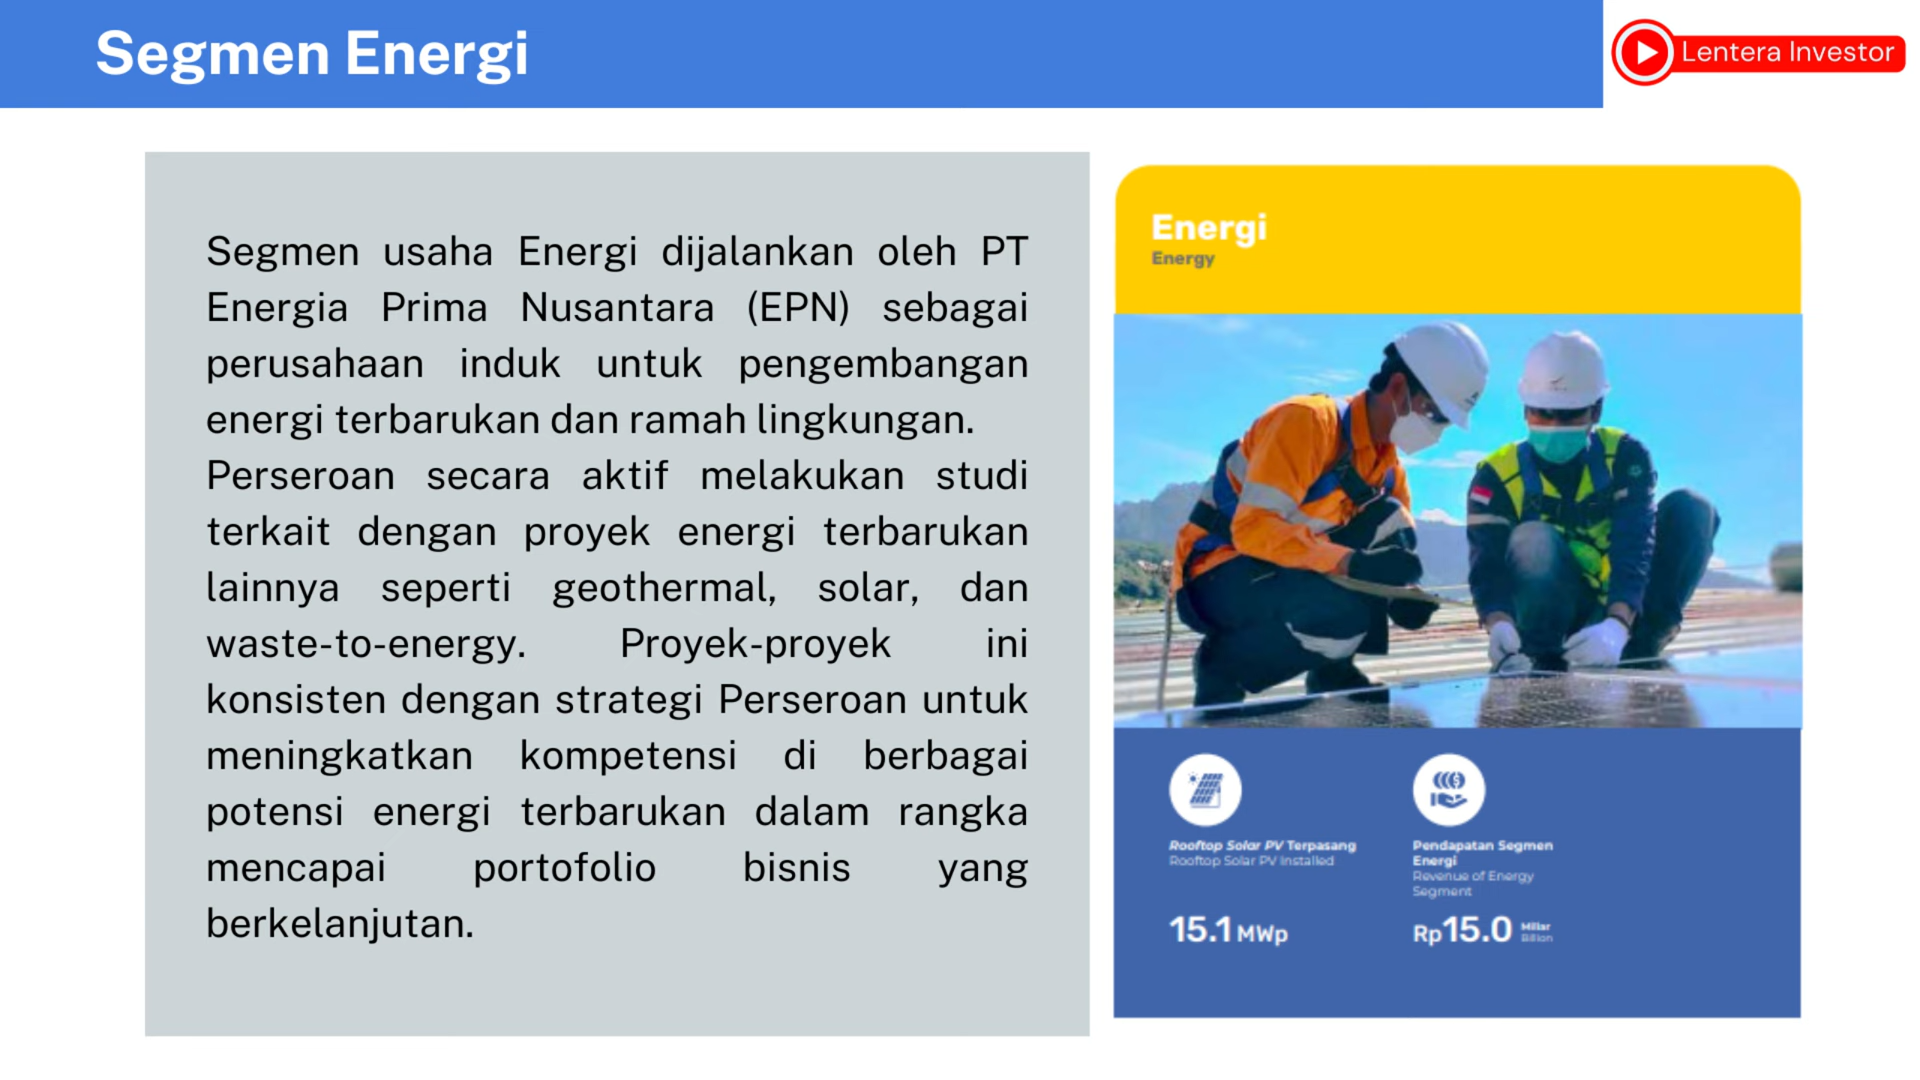 Segmen Energi
Lentera Investor
Segmen usaha Energi dijalankan oleh PT
Energia Prima Nusantara (EPN) sebagai
perusahaan induk untuk pengembangan
energi terbarukan dan ramah lingkungan.
Perseroan secara aktif melakukan studi
terkait dengan proyek energi terbarukan
lainnya seperti geothermal, solar, dan
waste-to-energy. Proyek-proyek ini
konsisten dengan strategi Perseroan untuk
meningkatkan kompetensi di berbagai
potensi energi terbarukan dalam rangka
mencapai portofolio bisnis yang
berkelanjutan.
Energi
Energy
Rooftop Solar PV Terpasang
Rooftop Solar PV Installed
15.1 MWp
Pendapatan Segmen
Energi
Revenue of Energy
Segment
Rp15.0 Miliar
Billion